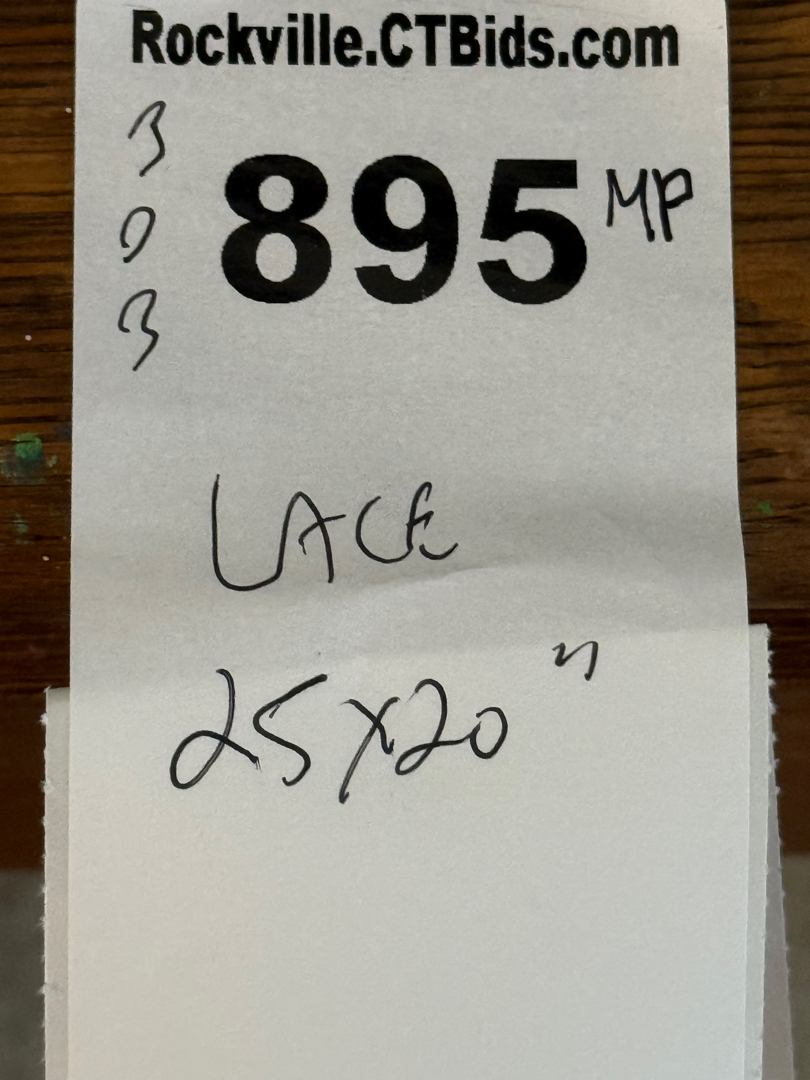 Rockville.CTBids.com
3
0
3
895 MP
LACE
25x20"